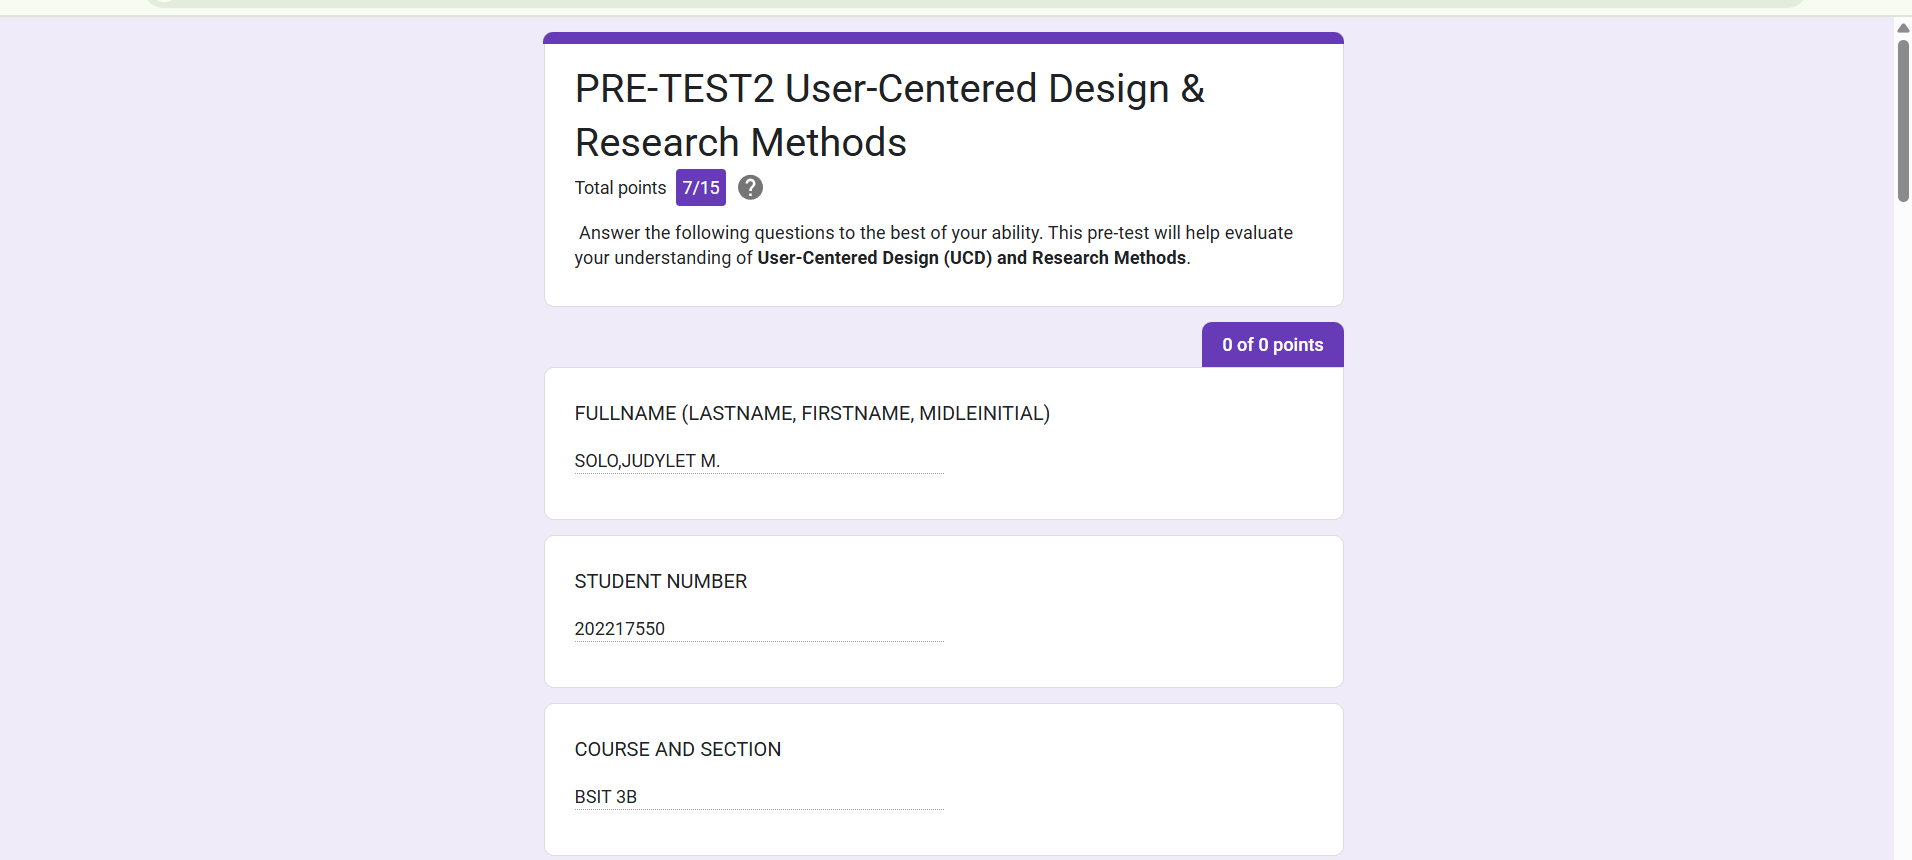 PRE-TEST2 User-Centered Design &
Research Methods
Total points 7/15 ?
Answer the following questions to the best of your ability. This pre-test will help evaluate
your understanding of User-Centered Design (UCD) and Research Methods.
0 of 0 points
FULLNAME (LASTNAME, FIRSTNAME, MIDLEINITIAL)
SOLO,JUDYLET M.
STUDENT NUMBER
202217550
COURSE AND SECTION
BSIT 3B